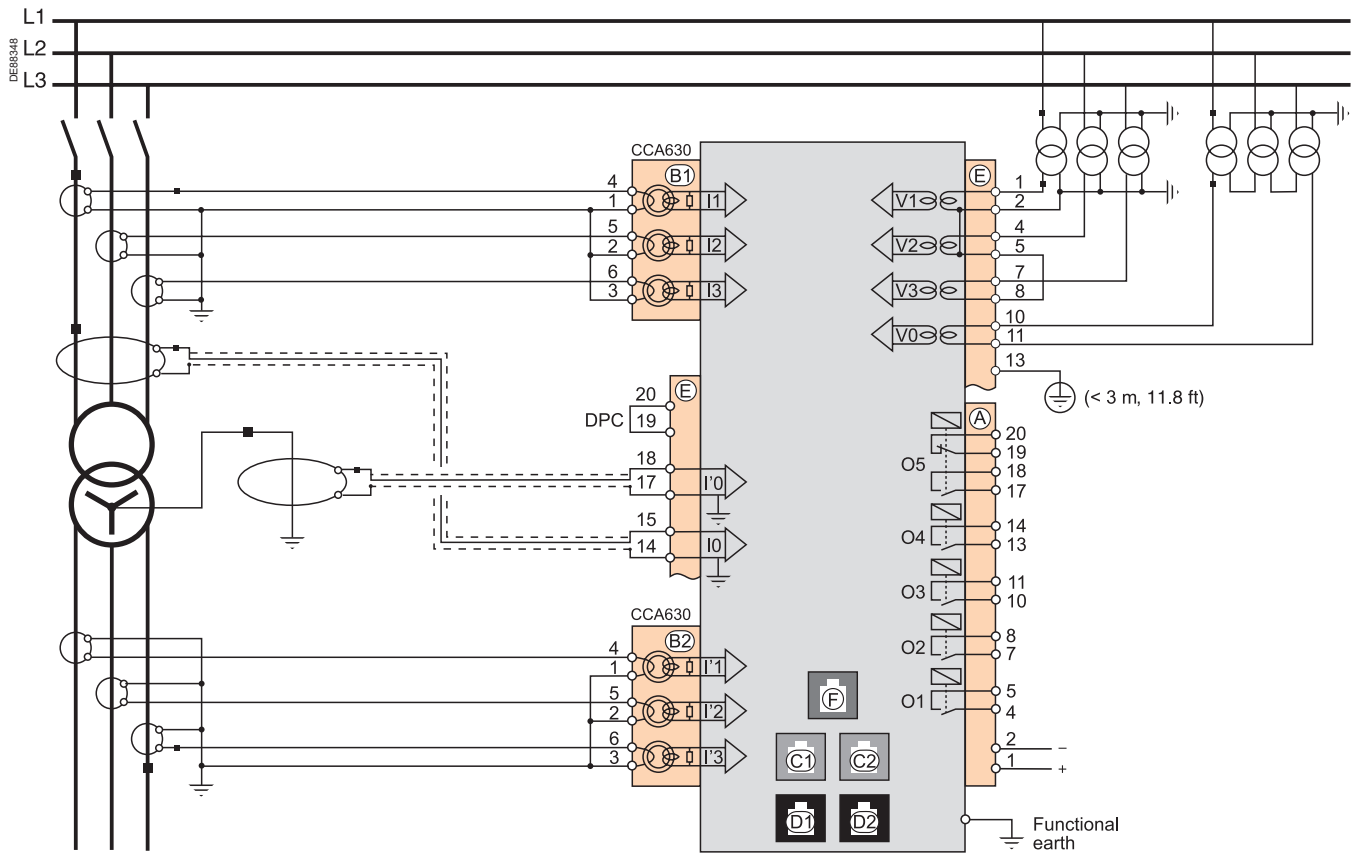 L1
L2
L3
DE88348
CCA630
B1
4
1
5
2
6
3
I1
I2
I3
E
V1
V2
V3
V0
1
2
4
5
7
8
10
11
13
(< 3 m, 11.8 ft)
E
20
DPC 19
18
17
15
14
I'0
I0
A
O5
20
19
18
17
O4
14
13
O3
11
10
O2
8
7
O1
5
4
2 –
1 +
CCA630
B2
4
1
5
2
6
3
I'1
I'2
I'3
F
C1
C2
D1
D2
Functional
earth